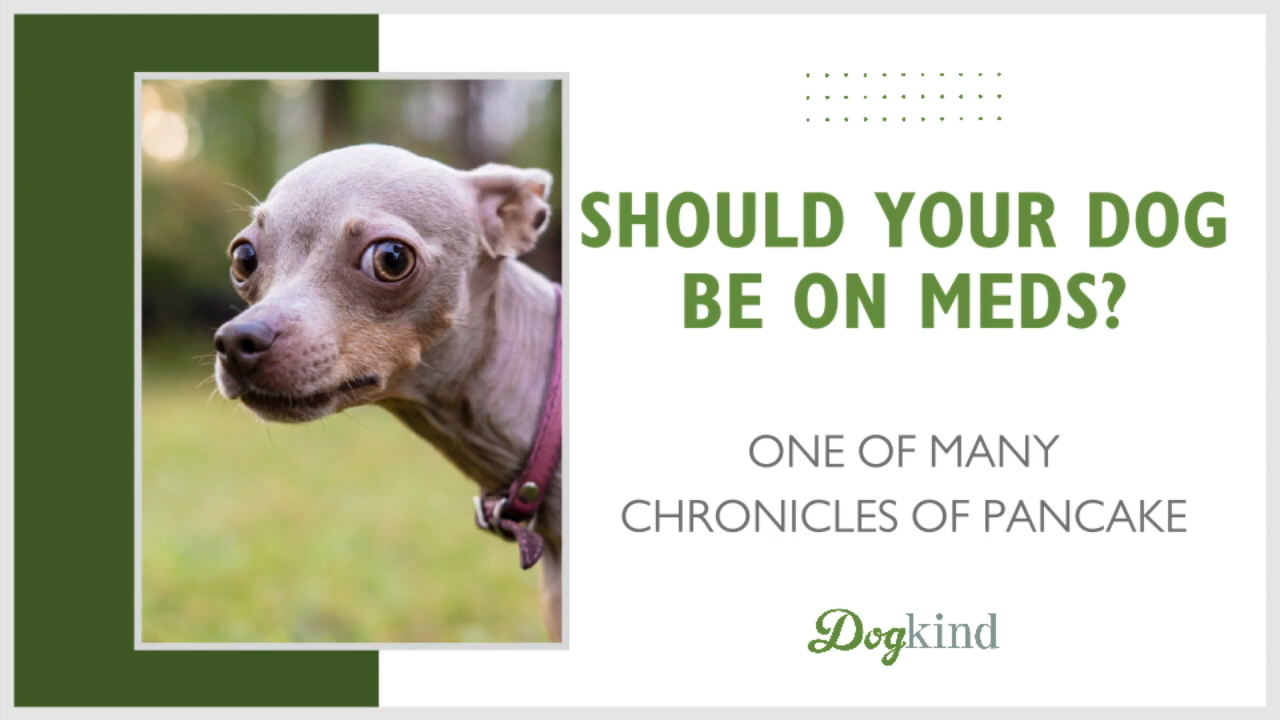 SHOULD YOUR DOG
BE ON MEDS?
ONE OF MANY
CHRONICLES OF PANCAKE
Dogkind